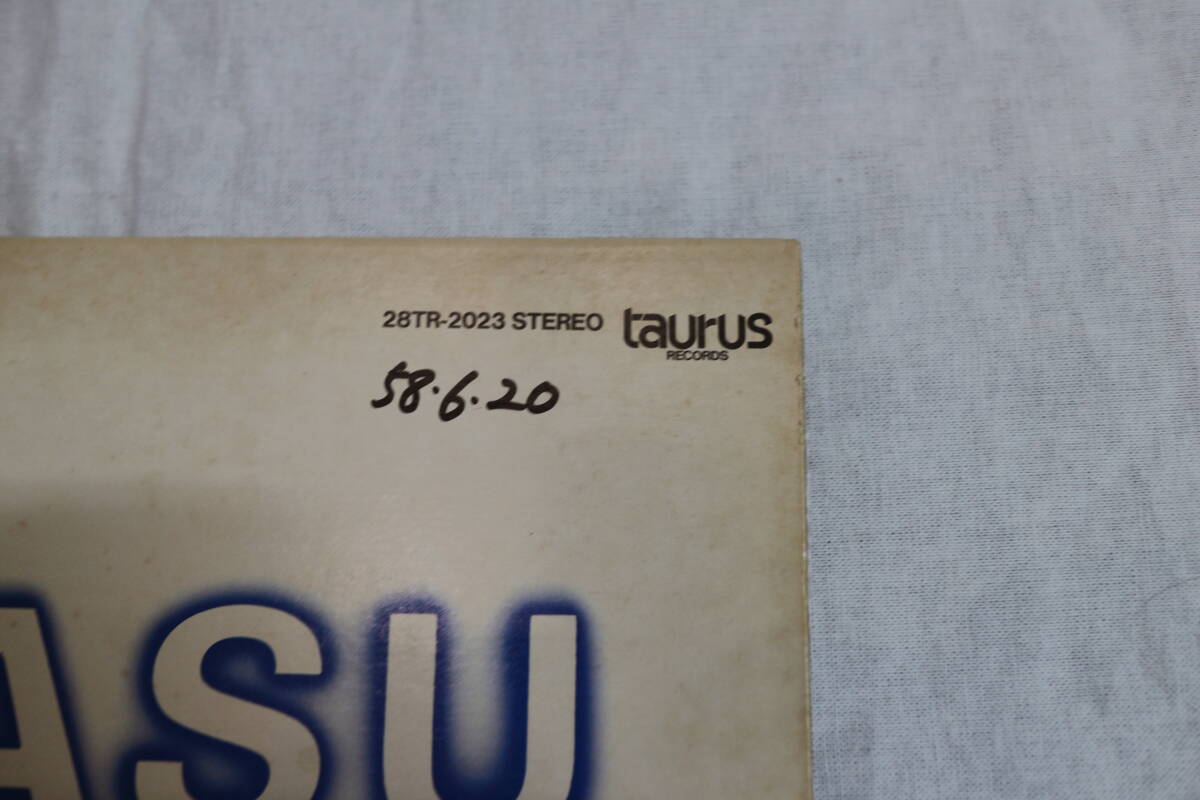 28TR-2023 STEREO taurus
RECORDS
58.6.20
ASU